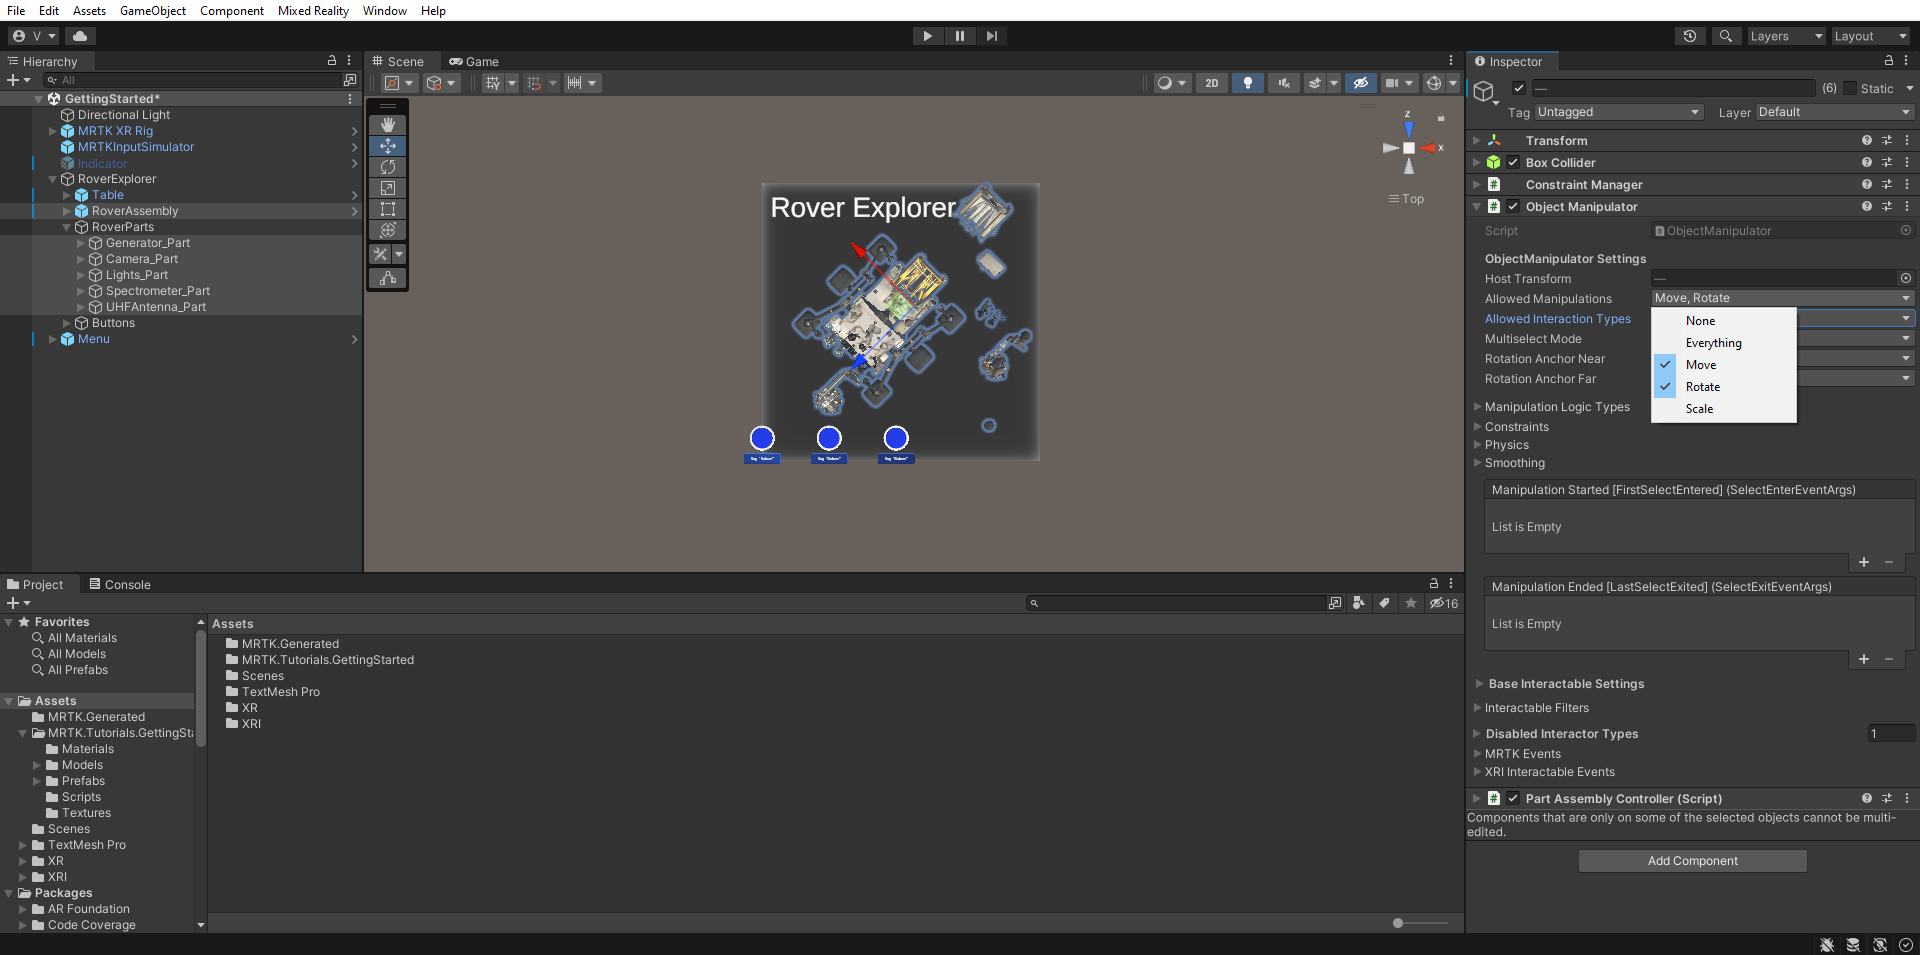 File Edit Assets GameObject Component Mixed Reality Window Help
V
Layers Layout
Hierarchy
All
GettingStarted*
Directional Light
MRTK XR Rig
MRTKInputSimulator
Indicator
RoverExplorer
Table
RoverAssembly
RoverParts
Generator_Part
Camera_Part
Lights_Part
Spectrometer_Part
UHFAntenna_Part
Buttons
Menu
Scene Game
2D
Rover Explorer
z
x
Top
Inspector
— (6) Static
Tag Untagged Layer Default
Transform
Box Collider
Constraint Manager
Object Manipulator
Script ObjectManipulator
ObjectManipulator Settings
Host Transform —
Allowed Manipulations Move, Rotate
Allowed Interaction Types
Multiselect Mode
Rotation Anchor Near
Rotation Anchor Far
None
Everything
Move
Rotate
Scale
Manipulation Logic Types
Constraints
Physics
Smoothing
Manipulation Started [FirstSelectEntered] (SelectEnterEventArgs)
List is Empty
Manipulation Ended [LastSelectExited] (SelectExitEventArgs)
List is Empty
Base Interactable Settings
Interactable Filters
Disabled Interactor Types 1
MRTK Events
XRI Interactable Events
Part Assembly Controller (Script)
Components that are only on some of the selected objects cannot be multi-
edited.
Add Component
Project Console
16
Favorites
All Materials
All Models
All Prefabs
Assets
MRTK.Generated
MRTK.Tutorials.GettingSta
Materials
Models
Prefabs
Scripts
Textures
Scenes
TextMesh Pro
XR
XRI
Packages
AR Foundation
Code Coverage
Assets
MRTK.Generated
MRTK.Tutorials.GettingStarted
Scenes
TextMesh Pro
XR
XRI